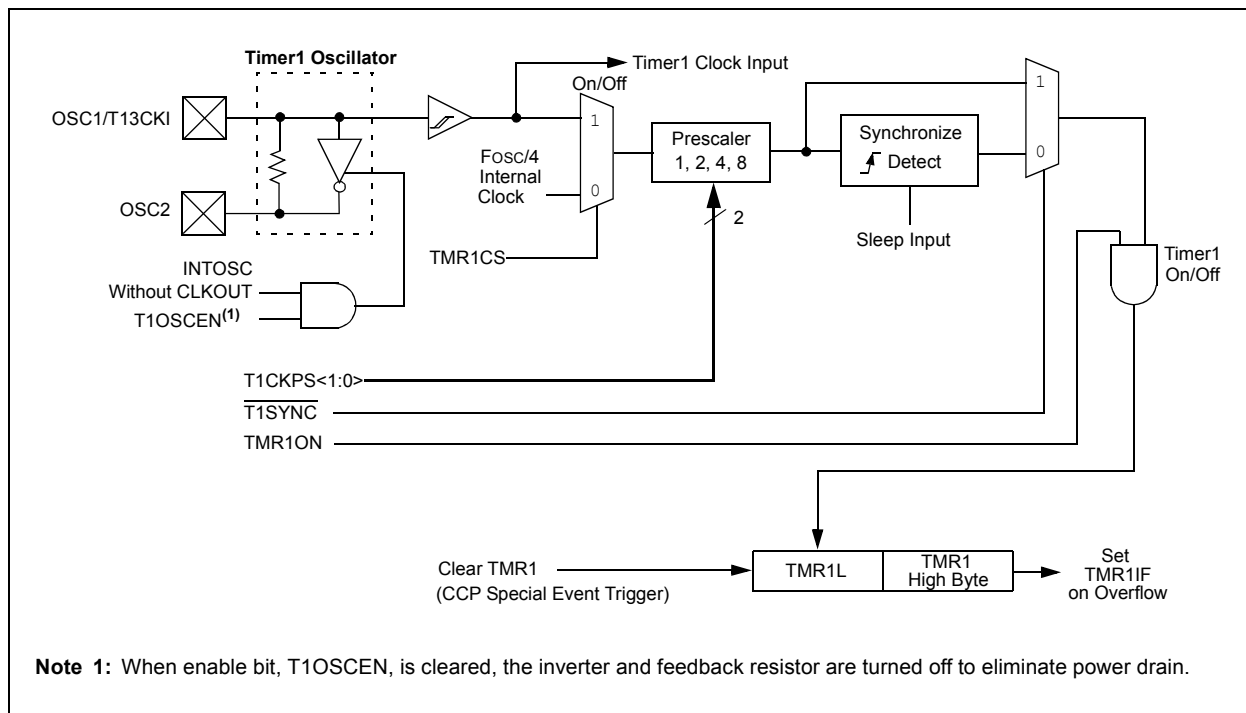 Timer1 Oscillator
Timer1 Clock Input
On/Off
OSC1/T13CKI
1
1
Prescaler
1, 2, 4, 8
Synchronize
Detect
FOSC/4
Internal
Clock
0
0
OSC2
2
Sleep Input
TMR1CS
Timer1
On/Off
INTOSC
Without CLKOUT
T1OSCEN(1)
T1CKPS<1:0>
T1SYNC
TMR1ON
Clear TMR1
(CCP Special Event Trigger)
TMR1L
TMR1
High Byte
Set
TMR1IF
on Overflow
Note 1: When enable bit, T1OSCEN, is cleared, the inverter and feedback resistor are turned off to eliminate power drain.